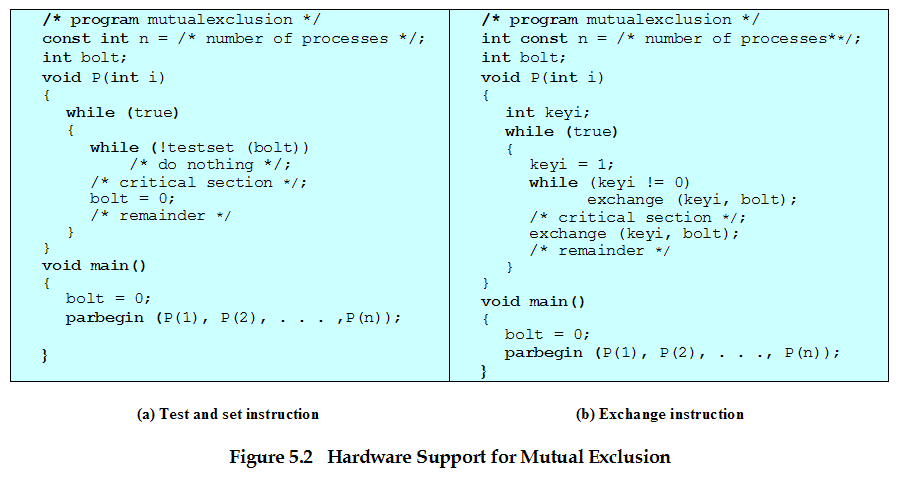 /* program mutualexclusion */
const int n = /* number of processes */;
int bolt;
void P(int i)
{
while (true)
{
while (!testset (bolt))
/* do nothing */;
/* critical section */;
bolt = 0;
/* remainder */
}
}
void main()
{
bolt = 0;
parbegin (P(1), P(2), . . . ,P(n));
}
/* program mutualexclusion */
int const n = /* number of processes**/;
int bolt;
void P(int i)
{
int keyi;
while (true)
{
keyi = 1;
while (keyi != 0)
exchange (keyi, bolt);
/* critical section */;
exchange (keyi, bolt);
/* remainder */
}
}
void main()
{
bolt = 0;
parbegin (P(1), P(2), . . ., P(n));
}
(a) Test and set instruction
(b) Exchange instruction
Figure 5.2 Hardware Support for Mutual Exclusion